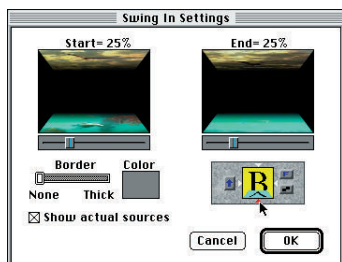 Swing In Settings
Start= 25% End= 25%
Border Color
None Thick
Show actual sources
B
Cancel OK